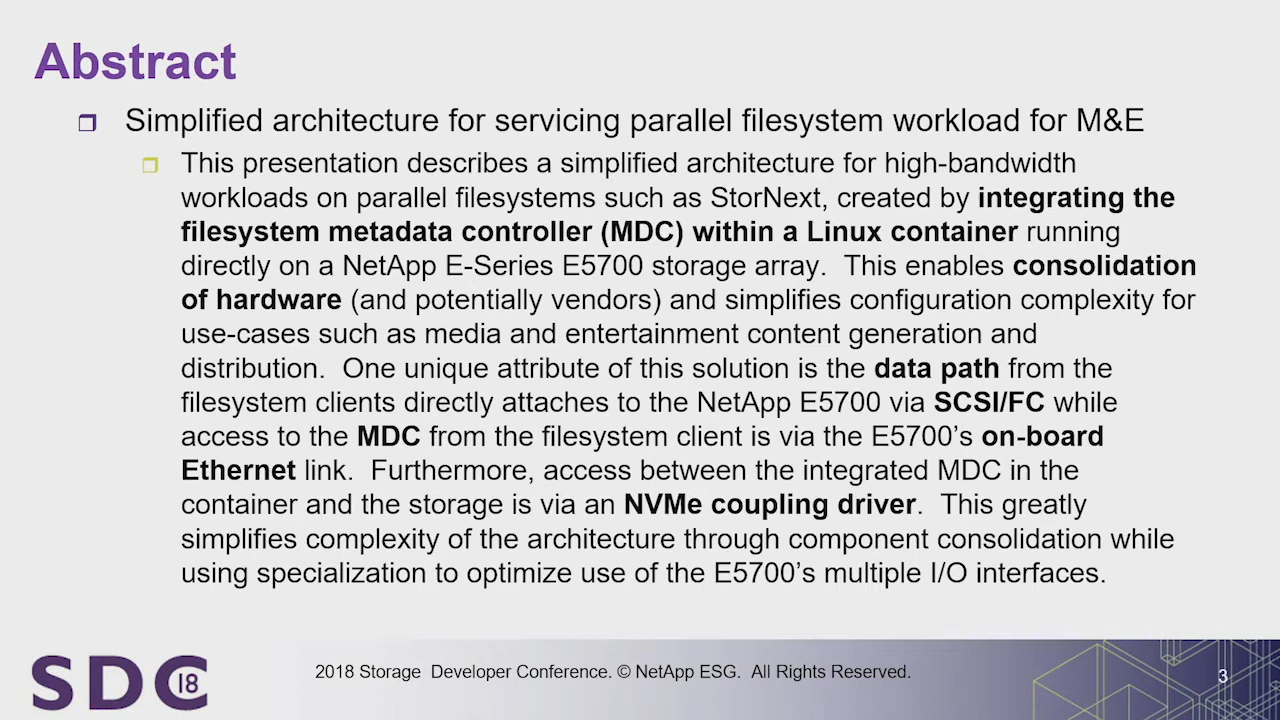 Abstract
Simplified architecture for servicing parallel filesystem workload for M&E
This presentation describes a simplified architecture for high-bandwidth
workloads on parallel filesystems such as StorNext, created by integrating the
filesystem metadata controller (MDC) within a Linux container running
directly on a NetApp E-Series E5700 storage array.  This enables consolidation
of hardware (and potentially vendors) and simplifies configuration complexity for
use-cases such as media and entertainment content generation and
distribution.  One unique attribute of this solution is the data path from the
filesystem clients directly attaches to the NetApp E5700 via SCSI/FC while
access to the MDC from the filesystem client is via the E5700’s on-board
Ethernet link.  Furthermore, access between the integrated MDC in the
container and the storage is via an NVMe coupling driver.  This greatly
simplifies complexity of the architecture through component consolidation while
using specialization to optimize use of the E5700’s multiple I/O interfaces.
SDC 18
2018 Storage  Developer Conference. © NetApp ESG.  All Rights Reserved.
3